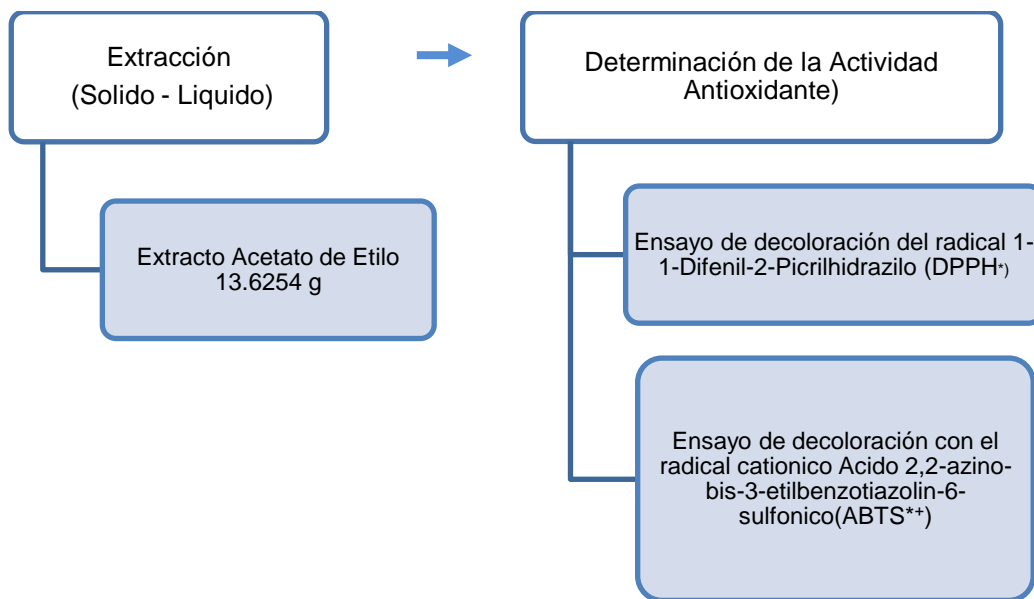 Extracción
(Solido - Liquido)
Extracto Acetato de Etilo
13.6254 g
Determinación de la Actividad
Antioxidante)
Ensayo de decoloración del radical 1-
1-Difenil-2-Picrilhidrazilo (DPPH*)
Ensayo de decoloración con el
radical cationico Acido 2,2-azino-
bis-3-etilbenzotiazolin-6-
sulfonico(ABTS*+)